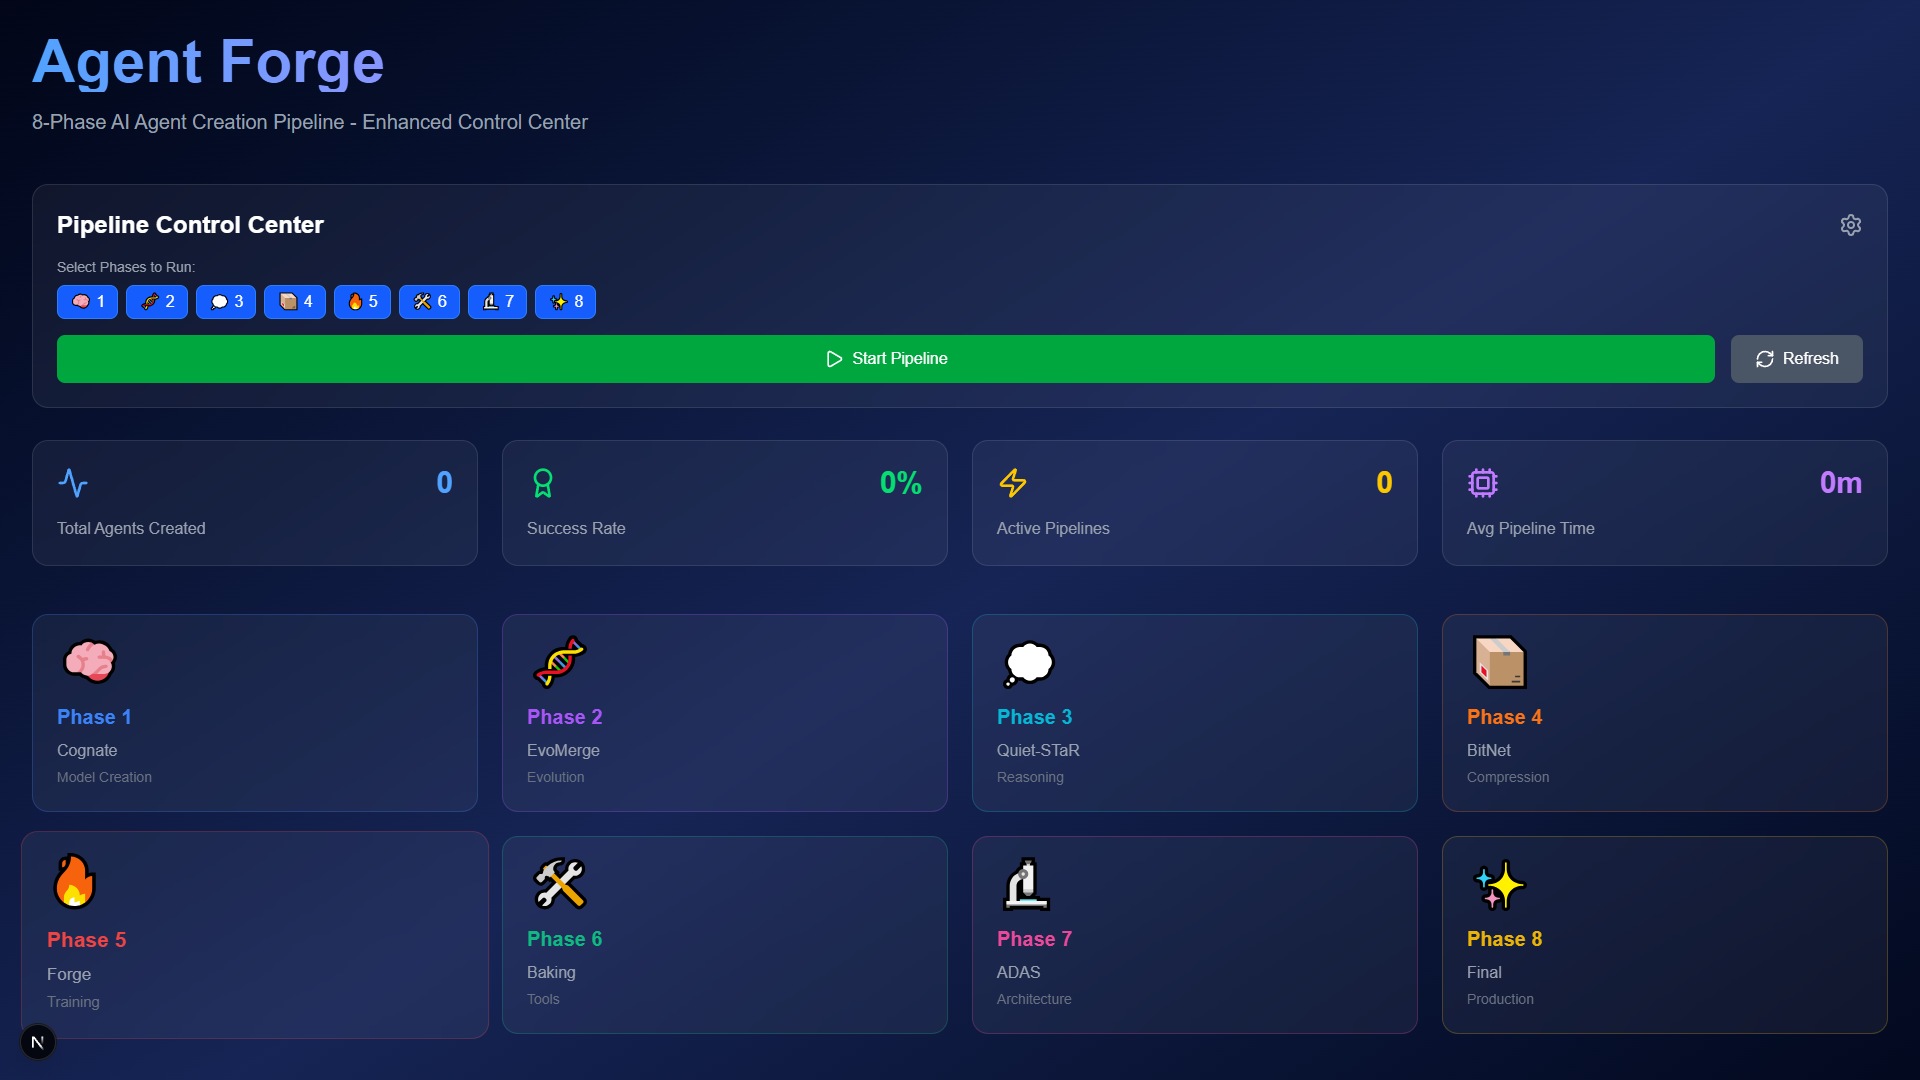 Agent Forge
8-Phase AI Agent Creation Pipeline - Enhanced Control Center
Pipeline Control Center
Select Phases to Run:
🧠 1 🧬 2 💭 3 📦 4 🔥 5 🛠️ 6 🔬 7 ✨ 8
Start Pipeline
Refresh
0
Total Agents Created
0%
Success Rate
0
Active Pipelines
0m
Avg Pipeline Time
Phase 1
Cognate
Model Creation
Phase 2
EvoMerge
Evolution
Phase 3
Quiet-STaR
Reasoning
Phase 4
BitNet
Compression
Phase 5
Forge
Training
Phase 6
Baking
Tools
Phase 7
ADAS
Architecture
Phase 8
Final
Production
N